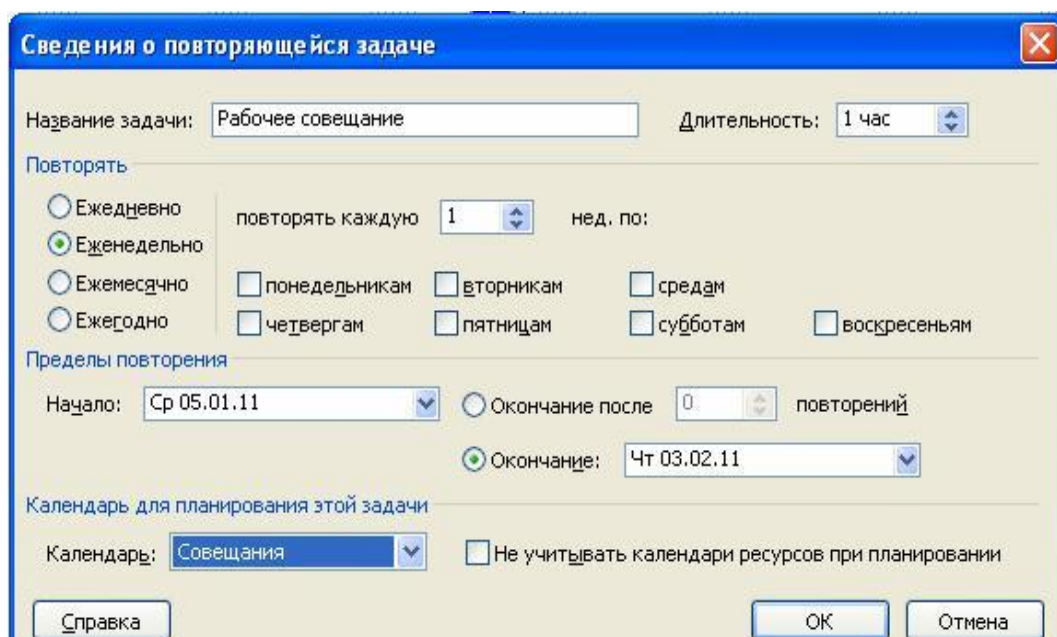 Сведения о повторяющейся задаче
Название задачи: Рабочее совещание Длительность: 1 час
Повторять
Ежедневно
повторять каждую 1 нед. по:
Еженедельно
Ежемесячно понедельникам вторникам средам
Ежегодно четвергам пятницам субботам воскресеньям
Пределы повторения
Начало: Ср 05.01.11 Окончание после 0 повторений
Окончание: Чт 03.02.11
Календарь для планирования этой задачи
Календарь: Совещания Не учитывать календари ресурсов при планировании
Справка ОК Отмена